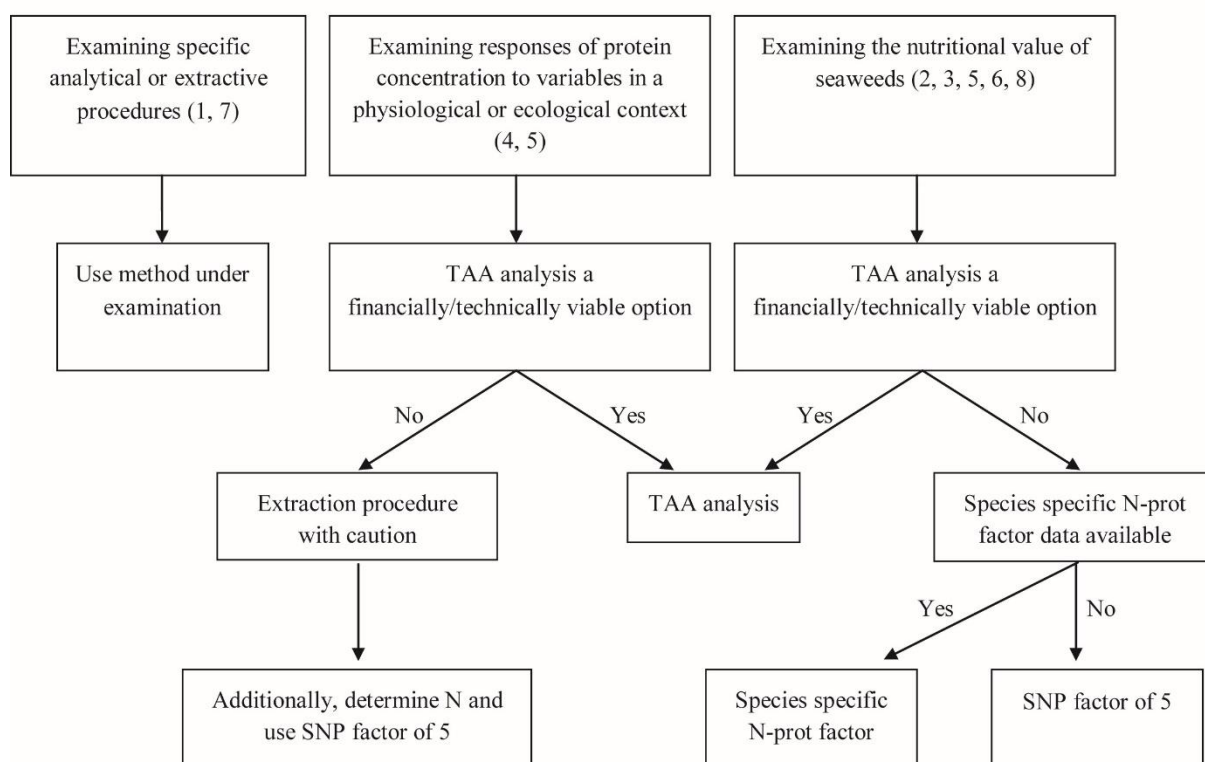 Examining specific
analytical or extractive
procedures (1, 7)
Examining responses of protein
concentration to variables in a
physiological or ecological context
(4, 5)
Examining the nutritional value of
seaweeds (2, 3, 5, 6, 8)
Use method under
examination
TAA analysis a
financially/technically viable option
TAA analysis a
financially/technically viable option
No
Yes
Yes
No
Extraction procedure
with caution
TAA analysis
Species specific N-prot
factor data available
Yes
No
Additionally, determine N and
use SNP factor of 5
Species specific
N-prot factor
SNP factor of 5